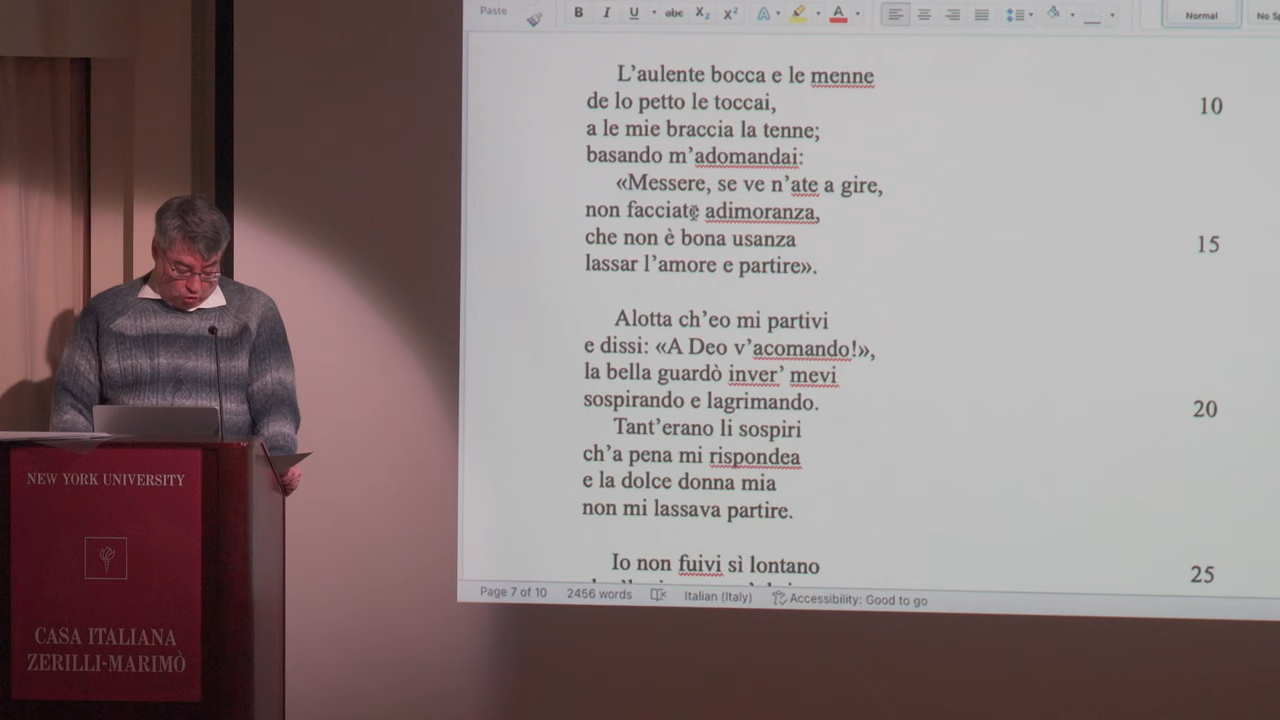 Paste
B I U abc X₂ X² A A
Normal
No Sp
L'aulente bocca e le menne
de lo petto le toccai,
10
a le mie braccia la tenne;
basando m'adomandai:
«Messere, se ve n'ate a gire,
non facciate adimoranza,
che non è bona usanza
15
lassar l'amore e partire».
Alotta ch'eo mi partivi
e dissi: «A Deo v'acomando!»,
la bella guardò inver' mevi
sospirando e lagrimando.
20
Tant'erano li sospiri
ch'a pena mi rispondea
e la dolce donna mia
non mi lassava partire.
Io non fuivi sì lontano
25
Page 7 of 10
2456 words
Italian (Italy)
Accessibility: Good to go
NEW YORK UNIVERSITY
CASA ITALIANA
ZERILLI-MARIMÒ